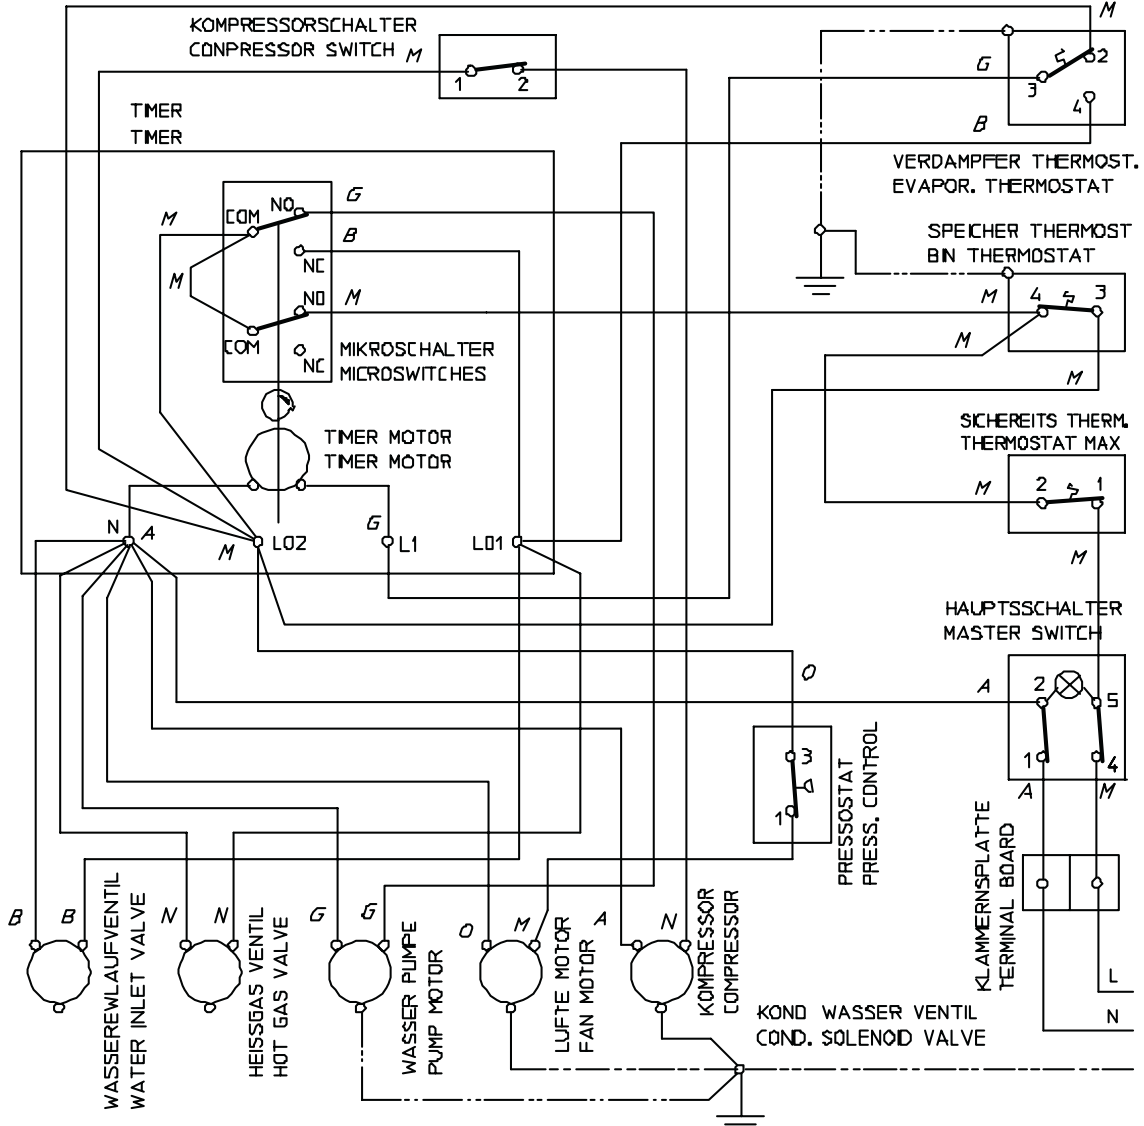 KOMPRESSORSCHALTER
CONPRESSOR SWITCH
M
1
2
M
G
2
3
4
B
TIMER
TIMER
VERDAMPFER THERMOST.
EVAPOR. THERMOSTAT
M
COM
NO
G
B
NC
M
NO
M
COM
NC
MIKROSCHALTER
MICROSWITCHES
SPEICHER THERMOST
BIN THERMOSTAT
M
4
3
M
M
TIMER MOTOR
TIMER MOTOR
SICHEREITS THERM.
THERMOSTAT MAX
M
2
1
N
A
M
LO2
G
L1
LO1
M
HAUPTSSCHALTER
MASTER SWITCH
O
A
2
5
1
4
A
M
3
1
PRESSOSTAT
PRESS. CONTROL
KLAMMERNSPLATTE
TERMINAL BOARD
B
B
WASSEREWLAUFVENTIL
WATER INLET VALVE
N
N
HEISSGAS VENTIL
HOT GAS VALVE
G
G
WASSER PUMPE
PUMP MOTOR
O
M
LUFTE MOTOR
FAN MOTOR
A
N
KOMPRESSOR
COMPRESSOR
L
N
KOND WASSER VENTIL
COND. SOLENOID VALVE